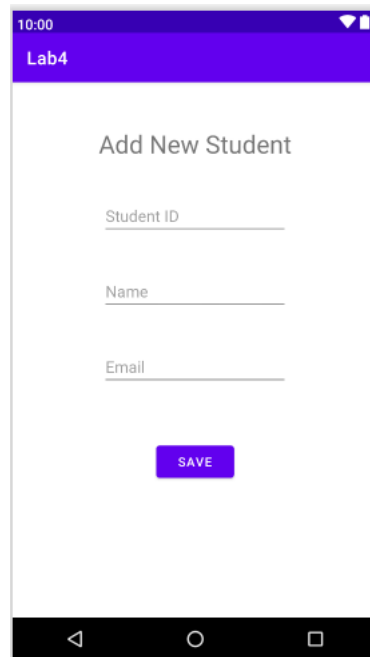 10:00
Lab4
Add New Student
Student ID
Name
Email
SAVE